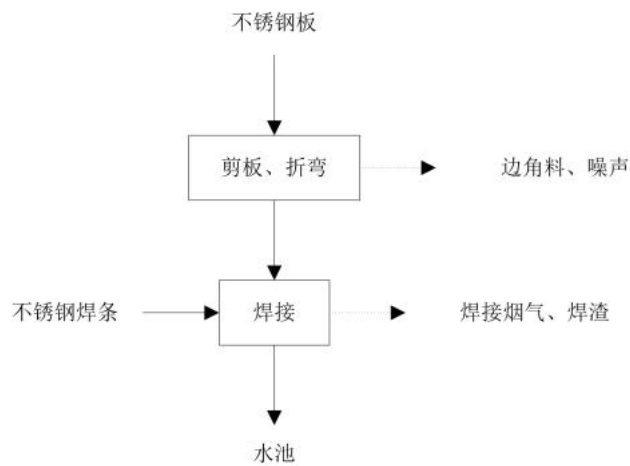 不锈钢板
剪板、折弯
边角料、噪声
不锈钢焊条
焊接
焊接烟气、焊渣
水池